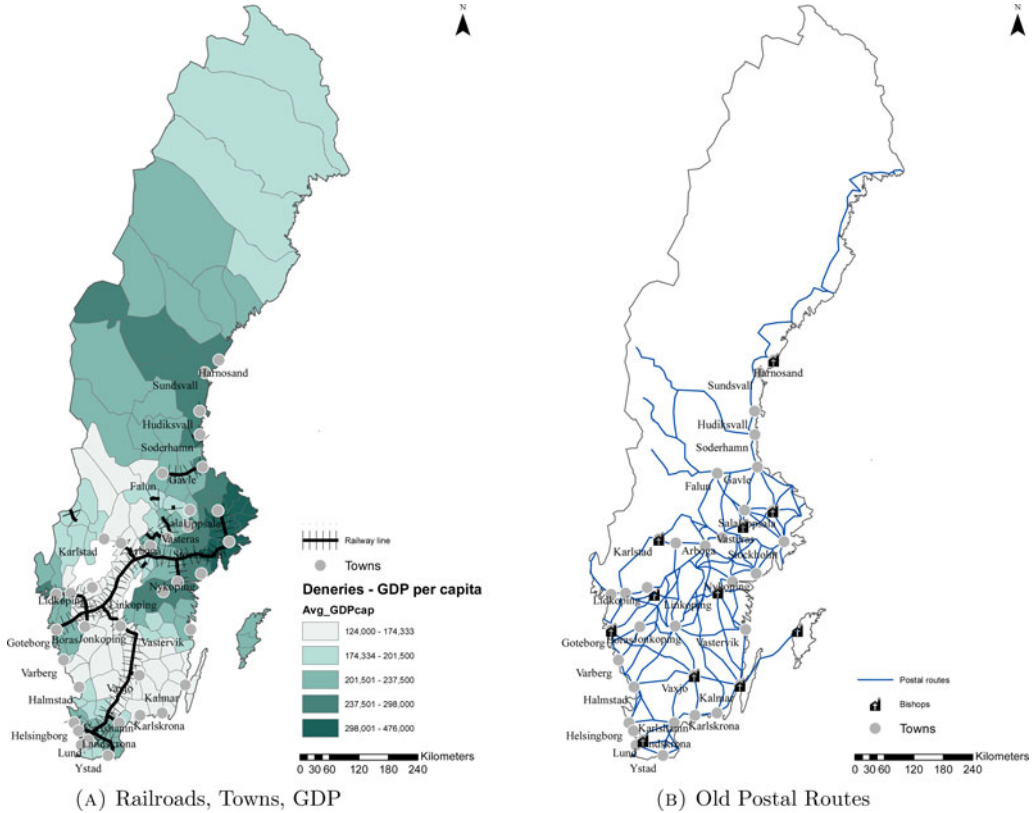 N
Harnosand
Sundsvall
Hudiksvall
Soderhamn
Gavle
Falun
Sala
Uppsala
Vasteras
Karlstad
Arboga
Nykoping
Lidkoping
Linkoping
Goteborg
Boras
Jonkoping
Vastervik
Varberg
Vaxjo
Kalmar
Halmstad
Karlshamn
Karlskrona
Helsingborg
Landskrona
Lund
Ystad
Railway line
Towns
Deneries - GDP per capita
Avg_GDPcap
124,000 - 174,333
174,334 - 201,500
201,501 - 237,500
237,501 - 298,000
298,001 - 476,000
Kilometers
0 30 60 120 180 240
(A) Railroads, Towns, GDP
N
Harnosand
Sundsvall
Hudiksvall
Soderhamn
Gavle
Falun
Sala
Uppsala
Vasteras
Karlstad
Arboga
Stockholm
Nykoping
Lidkoping
Linkoping
Goteborg
Boras
Jonkoping
Vastervik
Varberg
Vaxjo
Kalmar
Halmstad
Karlshamn
Karlskrona
Helsingborg
Landskrona
Lund
Ystad
Postal routes
Bishops
Towns
Kilometers
0 30 60 120 180 240
(B) Old Postal Routes